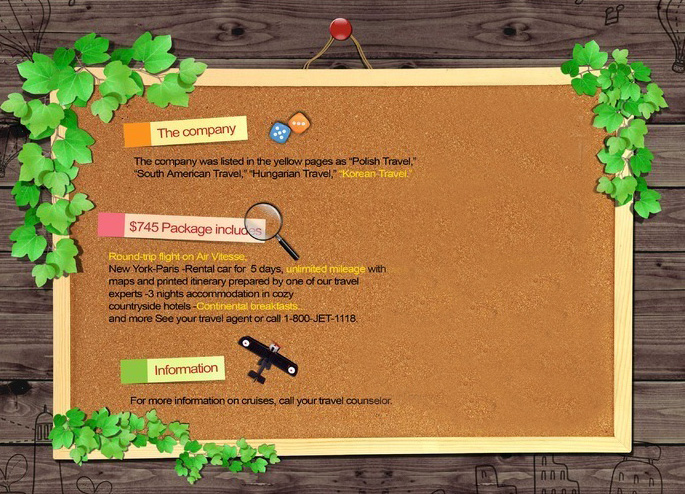 The company
The company was listed in the yellow pages as “Polish Travel,”
“South American Travel,” “Hungarian Travel,” “Korean Travel.”
$745 Package includes
Round-trip flight on Air Vitesse,
New York-Paris -Rental car for 5 days, unlimited mileage with
maps and printed itinerary prepared by one of our travel
experts -3 nights accommodation in cozy
countryside hotels -Continental breakfasts...
and more See your travel agent or call 1-800-JET-1118.
Information
For more information on cruises, call your travel counselor.